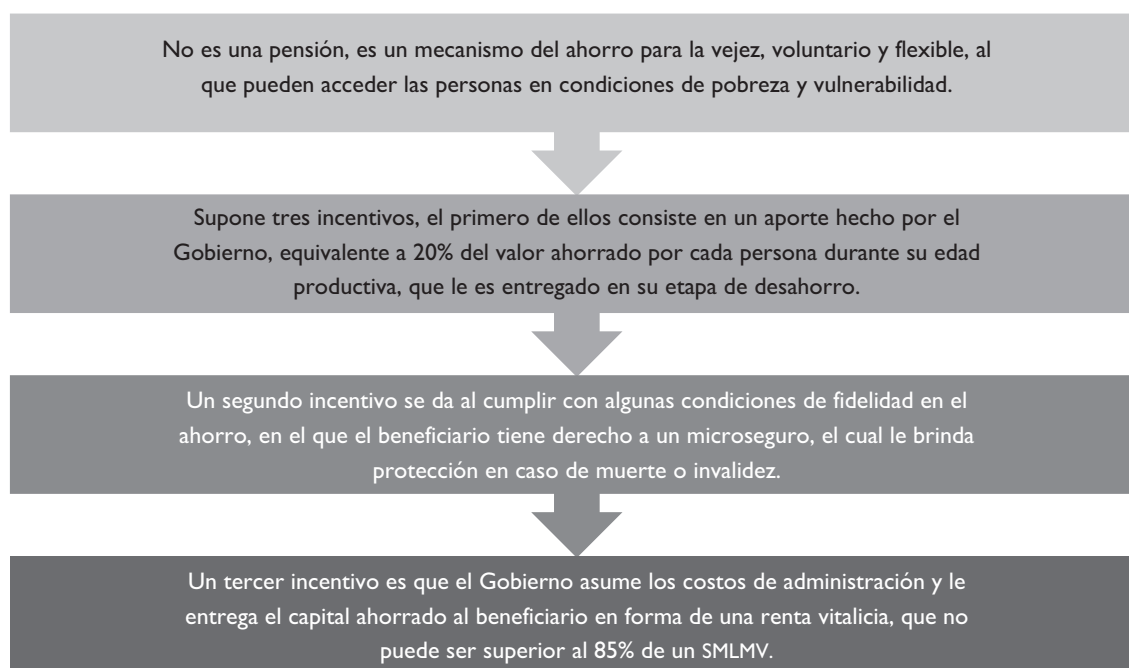 No es una pensión, es un mecanismo del ahorro para la vejez, voluntario y flexible, al
que pueden acceder las personas en condiciones de pobreza y vulnerabilidad.
Supone tres incentivos, el primero de ellos consiste en un aporte hecho por el
Gobierno, equivalente a 20% del valor ahorrado por cada persona durante su edad
productiva, que le es entregado en su etapa de desahorro.
Un segundo incentivo se da al cumplir con algunas condiciones de fidelidad en el
ahorro, en el que el beneficiario tiene derecho a un microseguro, el cual le brinda
protección en caso de muerte o invalidez.
Un tercer incentivo es que el Gobierno asume los costos de administración y le
entrega el capital ahorrado al beneficiario en forma de una renta vitalicia, que no
puede ser superior al 85% de un SMLMV.